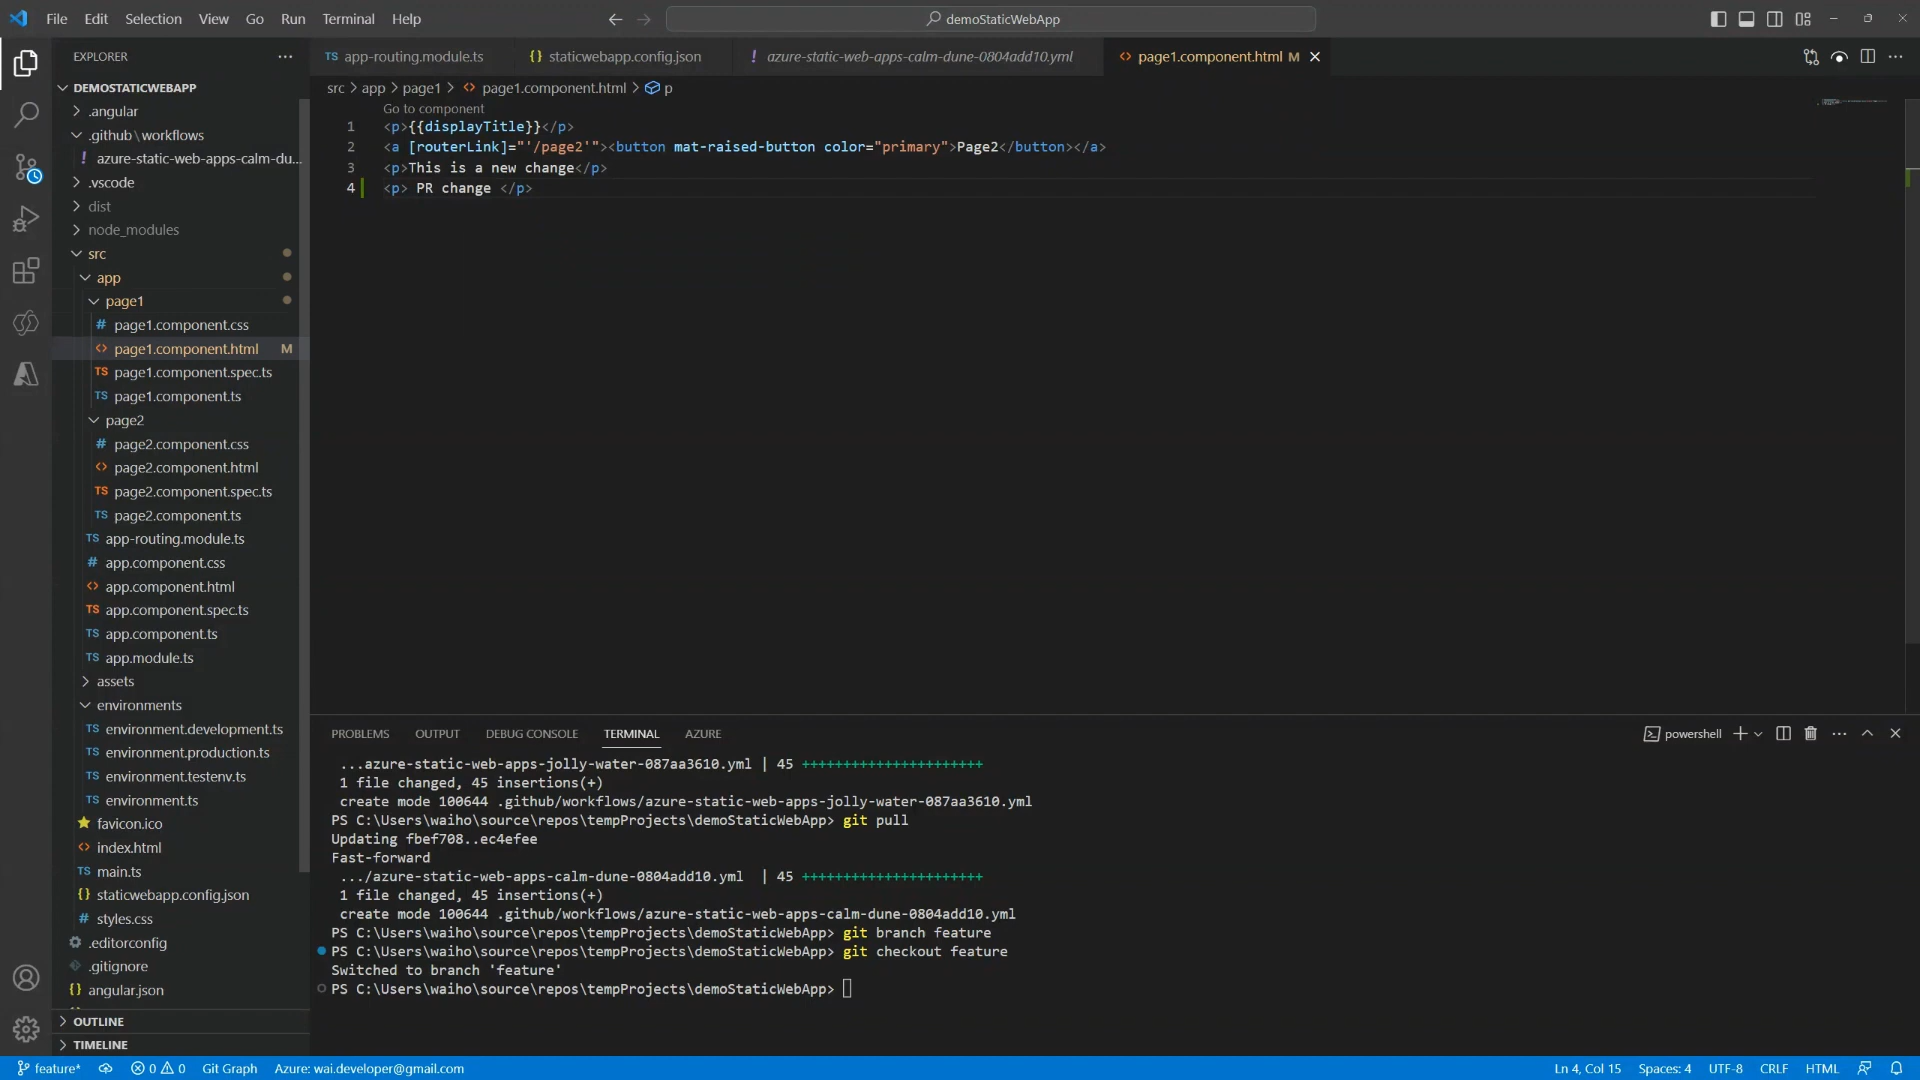 File Edit Selection View Go Run Terminal Help
demoStaticWebApp
EXPLORER
TS app-routing.module.ts
{} staticwebapp.config.json
! azure-static-web-apps-calm-dune-0804add10.yml
<> page1.component.html M
DEMOSTATICWEBAPP
src > app > page1 > <> page1.component.html > p
.angular
Go to component
.github\workflows
1 <p>{{displayTitle}}</p>
! azure-static-web-apps-calm-du...
2 <a [routerLink]="'/page2'"><button mat-raised-button color="primary">Page2</button></a>
.vscode
3 <p>This is a new change</p>
dist
4 <p> PR change </p>
node_modules
src
app
page1
# page1.component.css
<> page1.component.html M
TS page1.component.spec.ts
TS page1.component.ts
page2
# page2.component.css
<> page2.component.html
TS page2.component.spec.ts
TS page2.component.ts
TS app-routing.module.ts
# app.component.css
<> app.component.html
TS app.component.spec.ts
TS app.component.ts
TS app.module.ts
assets
environments
TS environment.development.ts
TS environment.production.ts
TS environment.testenv.ts
TS environment.ts
favicon.ico
<> index.html
TS main.ts
{} staticwebapp.config.json
# styles.css
.editorconfig
.gitignore
{} angular.json
OUTLINE
TIMELINE
PROBLEMS OUTPUT DEBUG CONSOLE TERMINAL AZURE
powershell
...azure-static-web-apps-jolly-water-087aa3610.yml | 45 ++++++++++++++++++++++
1 file changed, 45 insertions(+)
create mode 100644 .github/workflows/azure-static-web-apps-jolly-water-087aa3610.yml
PS C:\Users\waiho\source\repos\tempProjects\demoStaticWebApp> git pull
Updating fbef708..ec4efee
Fast-forward
.../azure-static-web-apps-calm-dune-0804add10.yml | 45 ++++++++++++++++++++++
1 file changed, 45 insertions(+)
create mode 100644 .github/workflows/azure-static-web-apps-calm-dune-0804add10.yml
PS C:\Users\waiho\source\repos\tempProjects\demoStaticWebApp> git branch feature
PS C:\Users\waiho\source\repos\tempProjects\demoStaticWebApp> git checkout feature
Switched to branch 'feature'
PS C:\Users\waiho\source\repos\tempProjects\demoStaticWebApp>
feature* 0 0 Git Graph Azure: wai.developer@gmail.com
Ln 4, Col 15 Spaces: 4 UTF-8 CRLF HTML